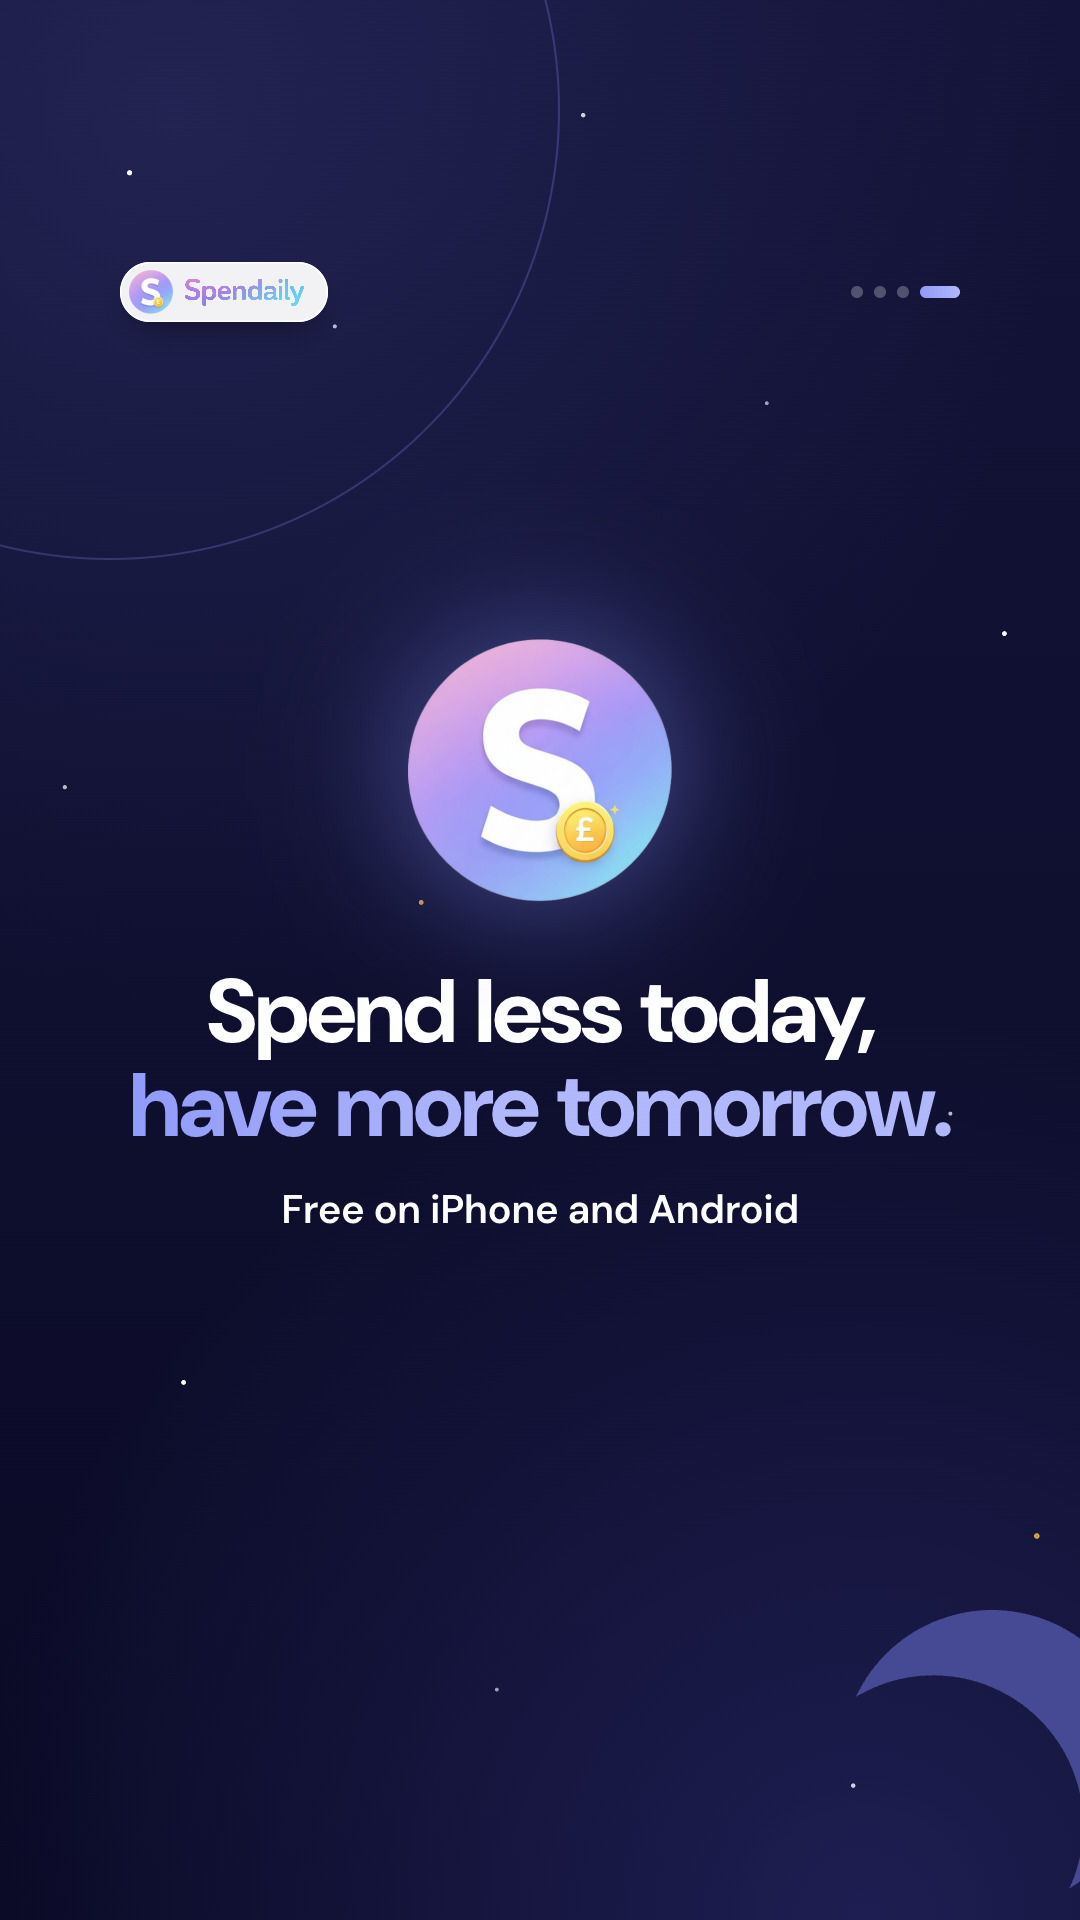 S Spendaily
S
£
Spend less today,
have more tomorrow.
Free on iPhone and Android